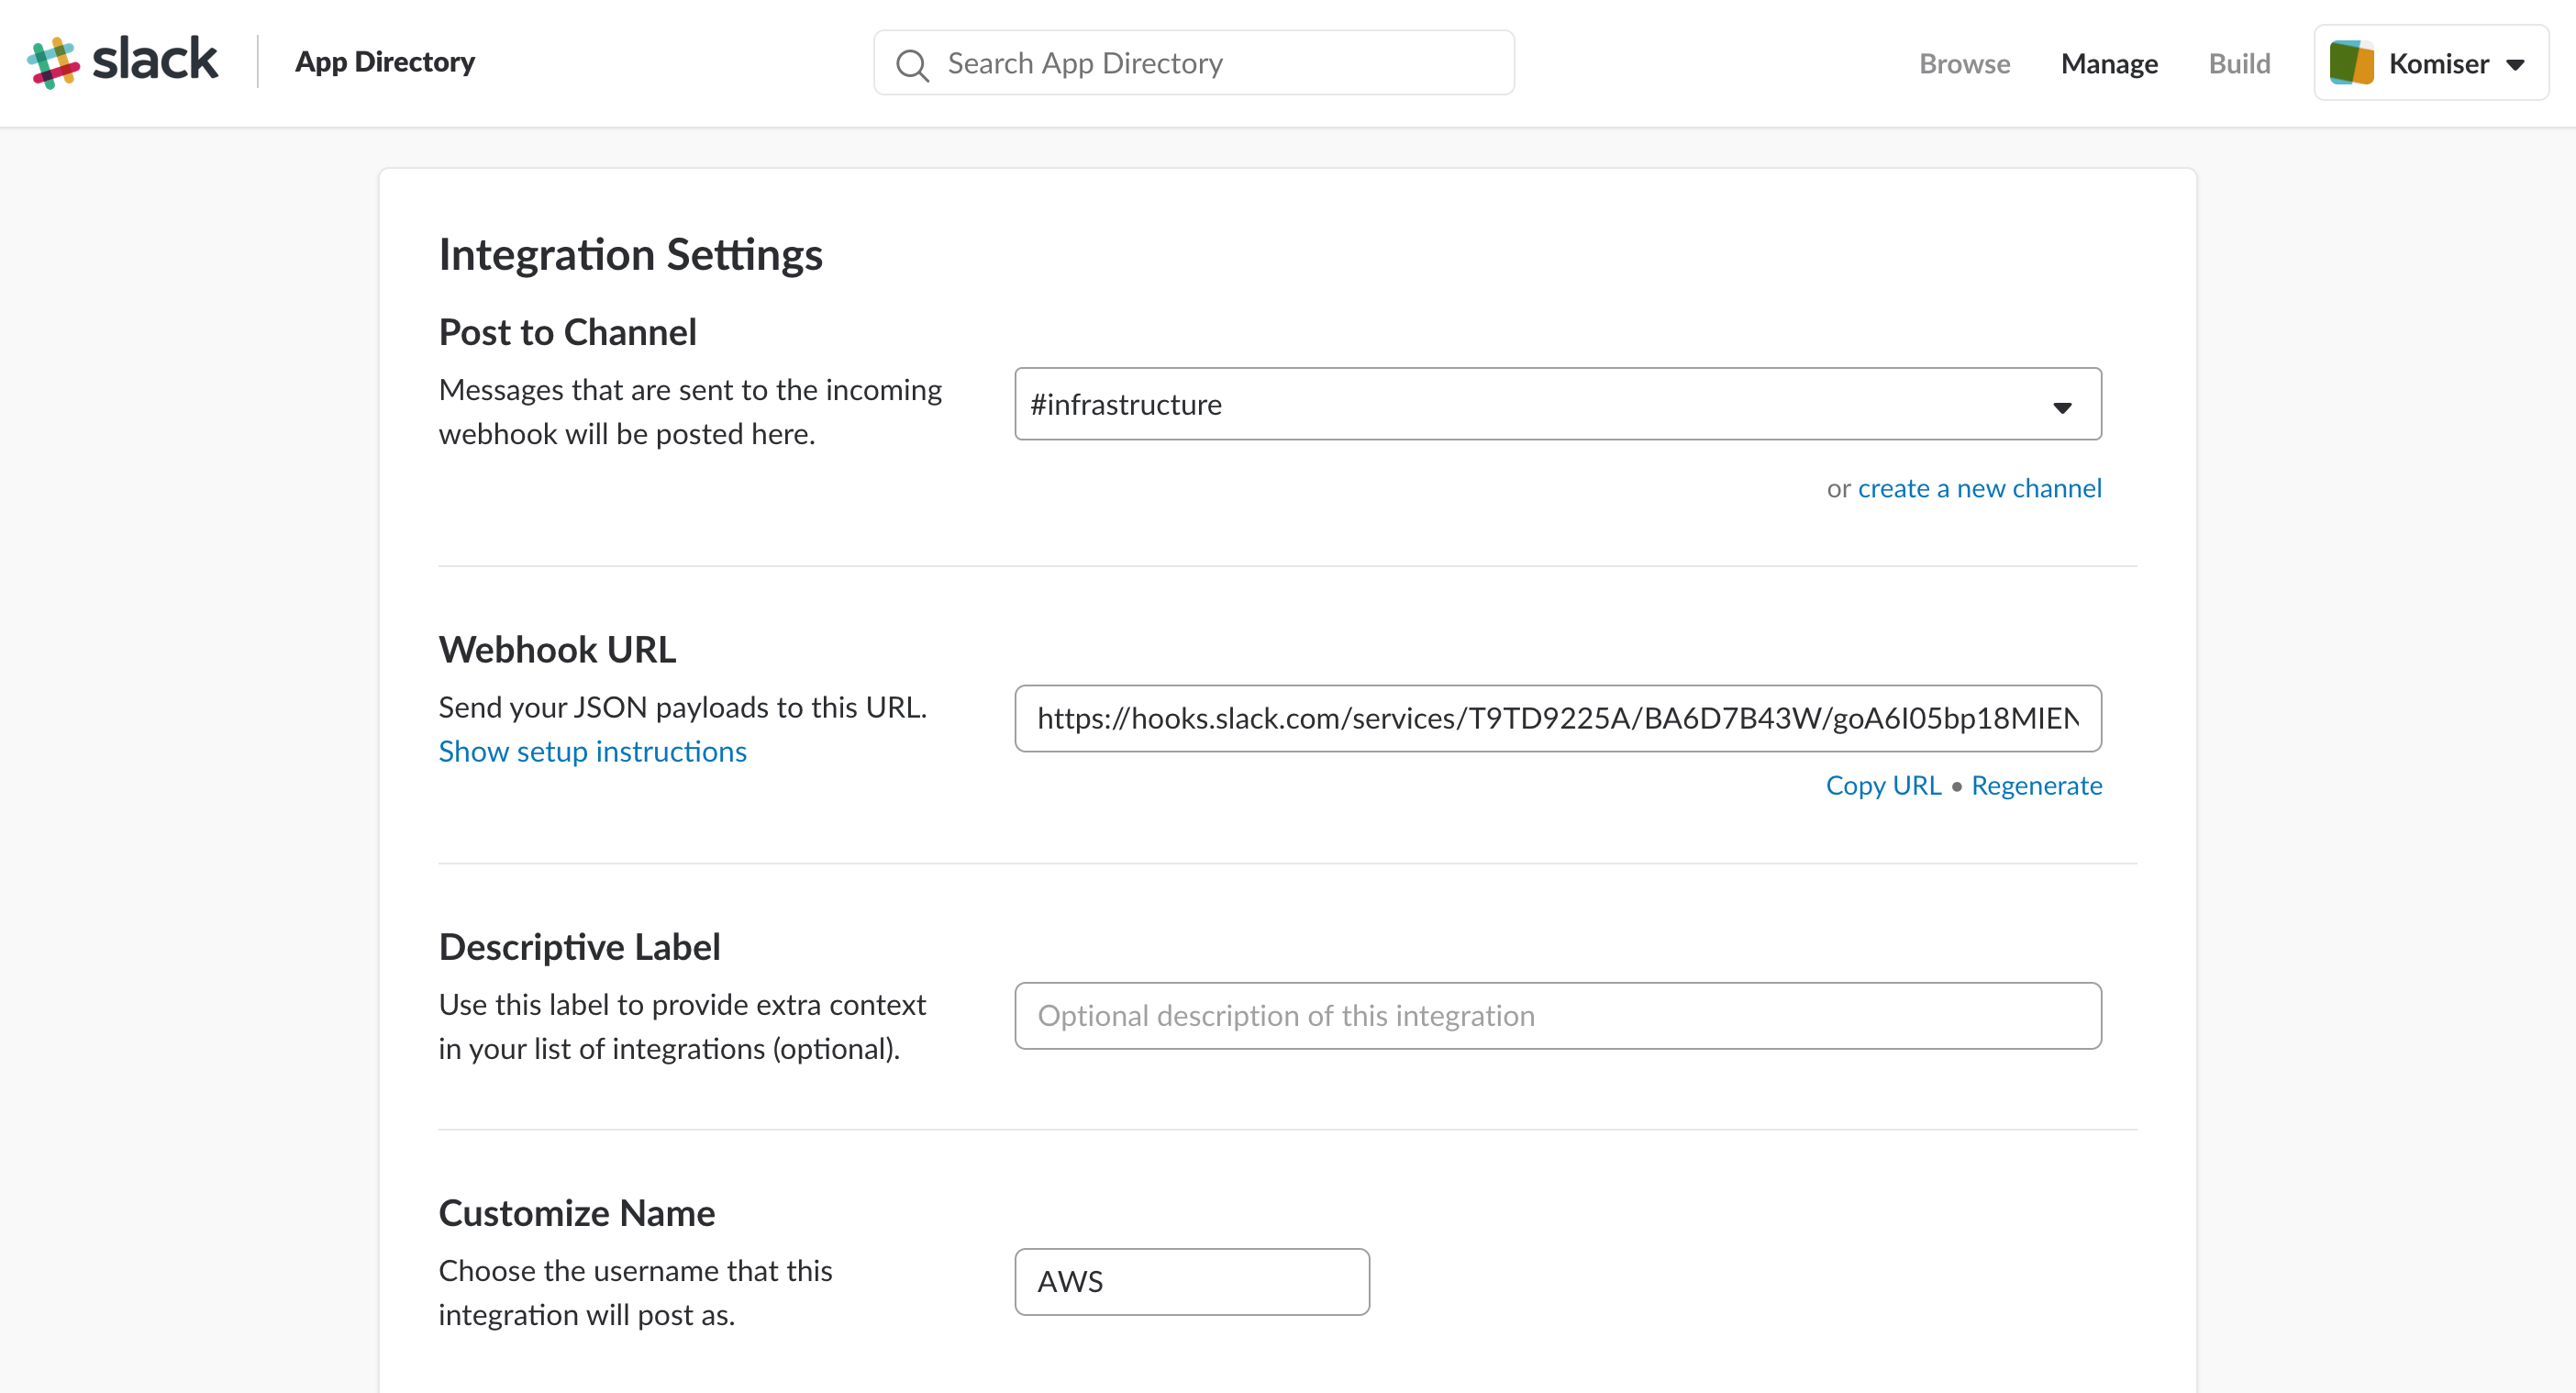 slack
App Directory
Search App Directory
Browse
Manage
Build
Komiser
Integration Settings
Post to Channel
Messages that are sent to the incoming
webhook will be posted here.
#infrastructure
or create a new channel
Webhook URL
Send your JSON payloads to this URL.
Show setup instructions
https://hooks.slack.com/services/T9TD9225A/BA6D7B43W/goA6I05bp18MIEN
Copy URL • Regenerate
Descriptive Label
Use this label to provide extra context
in your list of integrations (optional).
Optional description of this integration
Customize Name
Choose the username that this
integration will post as.
AWS